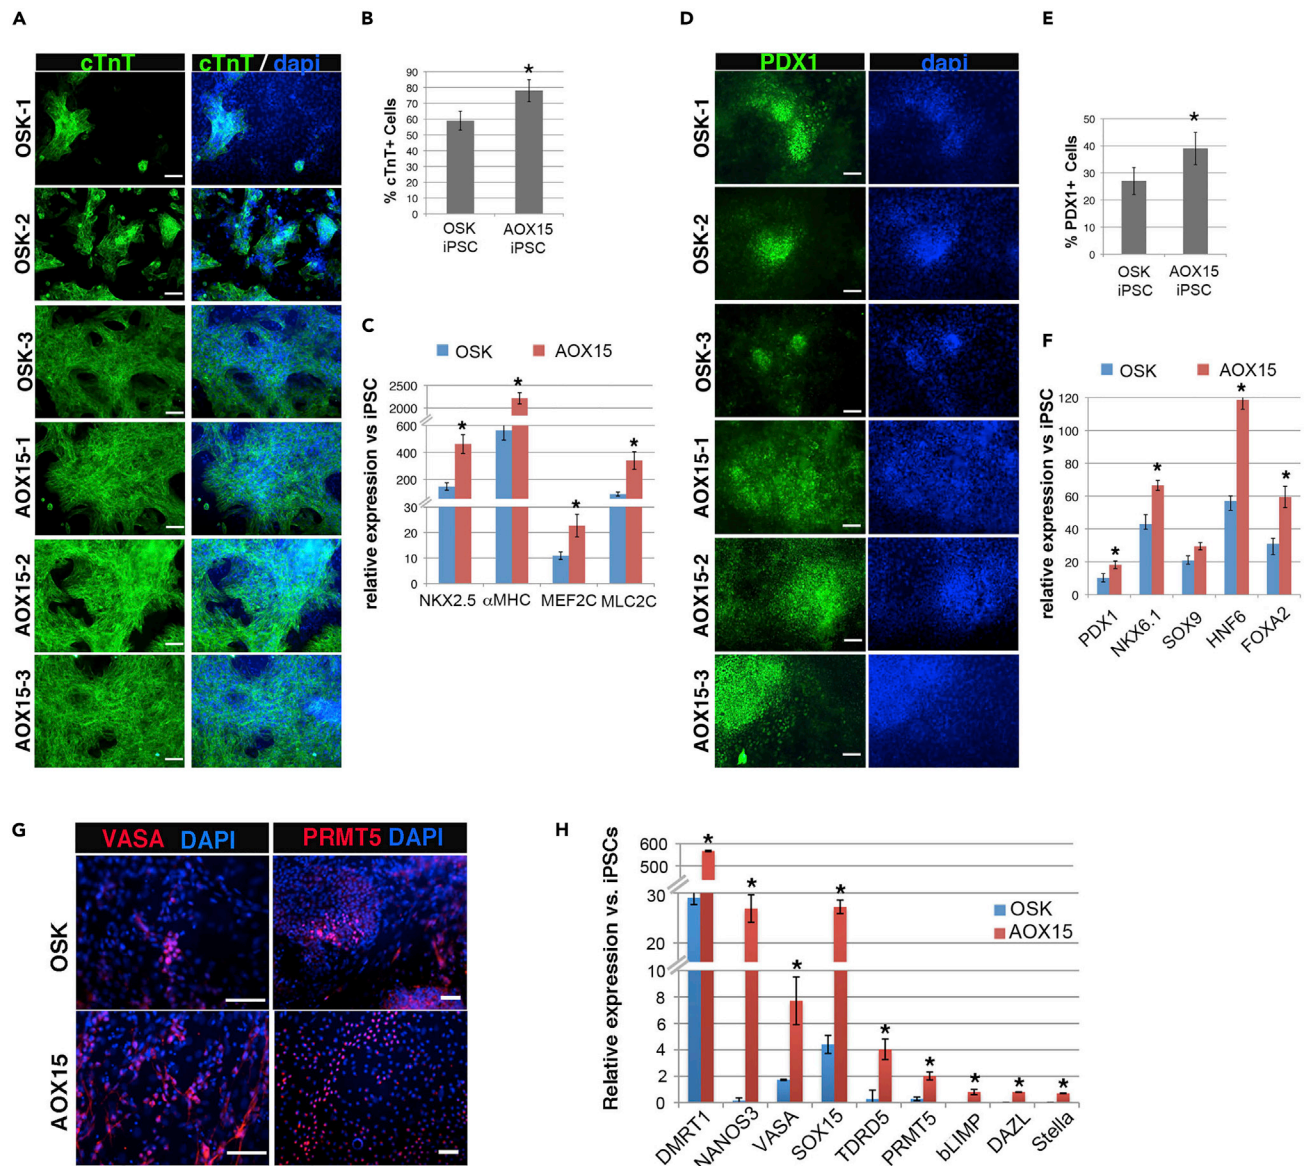 A
cTnT
cTnT / dapi
OSK-1
OSK-2
OSK-3
AOX15-1
AOX15-2
AOX15-3
B
% cTnT+ Cells
90
80
70
60
50
40
30
20
10
0
*
OSK
iPSC
AOX15
iPSC
C
OSK
AOX15
relative expression vs iPSC
2500
2000
600
400
200
30
20
10
0
*
*
*
*
NKX2.5
αMHC
MEF2C
MLC2C
D
PDX1
dapi
OSK-1
OSK-2
OSK-3
AOX15-1
AOX15-2
AOX15-3
E
% PDX1+ Cells
50
40
30
20
10
0
*
OSK
iPSC
AOX15
iPSC
F
OSK
AOX15
relative expression vs iPSC
120
100
80
60
40
20
0
*
*
*
*
PDX1
NKX6.1
SOX9
HNF6
FOXA2
G
VASA DAPI
PRMT5 DAPI
OSK
AOX15
H
Relative expression vs. iPSCs
600
500
30
20
10
8
6
4
2
0
OSK
AOX15
*
*
*
*
*
*
*
*
*
DMRT1
NANOS3
VASA
SOX15
TDRD5
PRMT5
bLIMP
DAZL
Stella